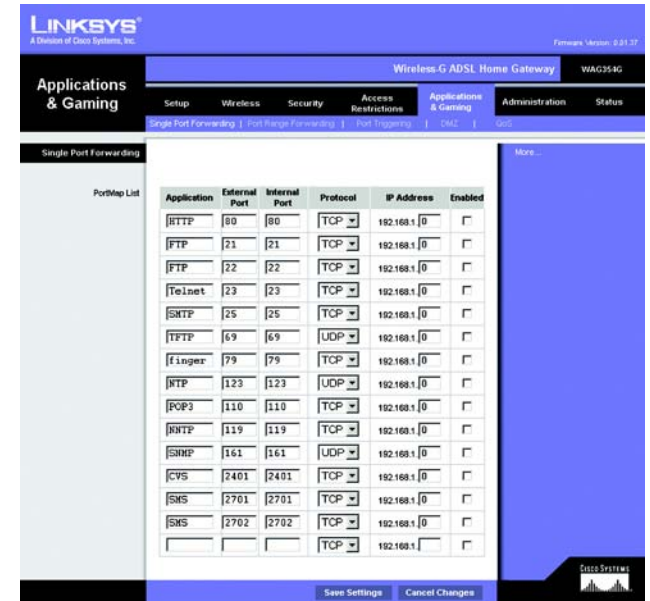 LINKSYS®
A Division of Cisco Systems, Inc.
Firmware Version: 0.01.37
Applications & Gaming
Wireless-G ADSL Home Gateway WAG354G
Setup Wireless Security Access Restrictions Applications & Gaming Administration Status
Single Port Forwarding | Port Range Forwarding | Port Triggering | DMZ | QoS
Single Port Forwarding
More...
PortMap List
Application External Port Internal Port Protocol IP Address Enabled
HTTP 80 80 TCP 192.168.1. 0
FTP 21 21 TCP 192.168.1. 0
FTP 22 22 TCP 192.168.1. 0
Telnet 23 23 TCP 192.168.1. 0
SMTP 25 25 TCP 192.168.1. 0
TFTP 69 69 UDP 192.168.1. 0
finger 79 79 TCP 192.168.1. 0
NTP 123 123 UDP 192.168.1. 0
POP3 110 110 TCP 192.168.1. 0
NNTP 119 119 TCP 192.168.1. 0
SNMP 161 161 UDP 192.168.1. 0
CVS 2401 2401 TCP 192.168.1. 0
SMS 2701 2701 TCP 192.168.1. 0
SMS 2702 2702 TCP 192.168.1. 0
TCP 192.168.1.
Save Settings Cancel Changes
CISCO SYSTEMS